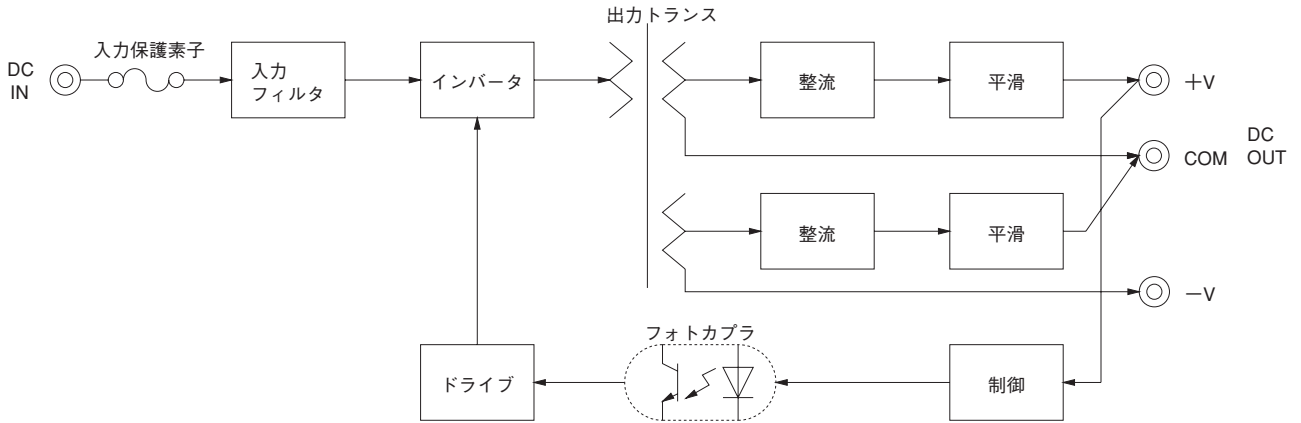 出力トランス
入力保護素子
DC
IN
入力
フィルタ
インバータ
整流
平滑
+V
COM
DC
OUT
整流
平滑
−V
フォトカプラ
ドライブ
制御